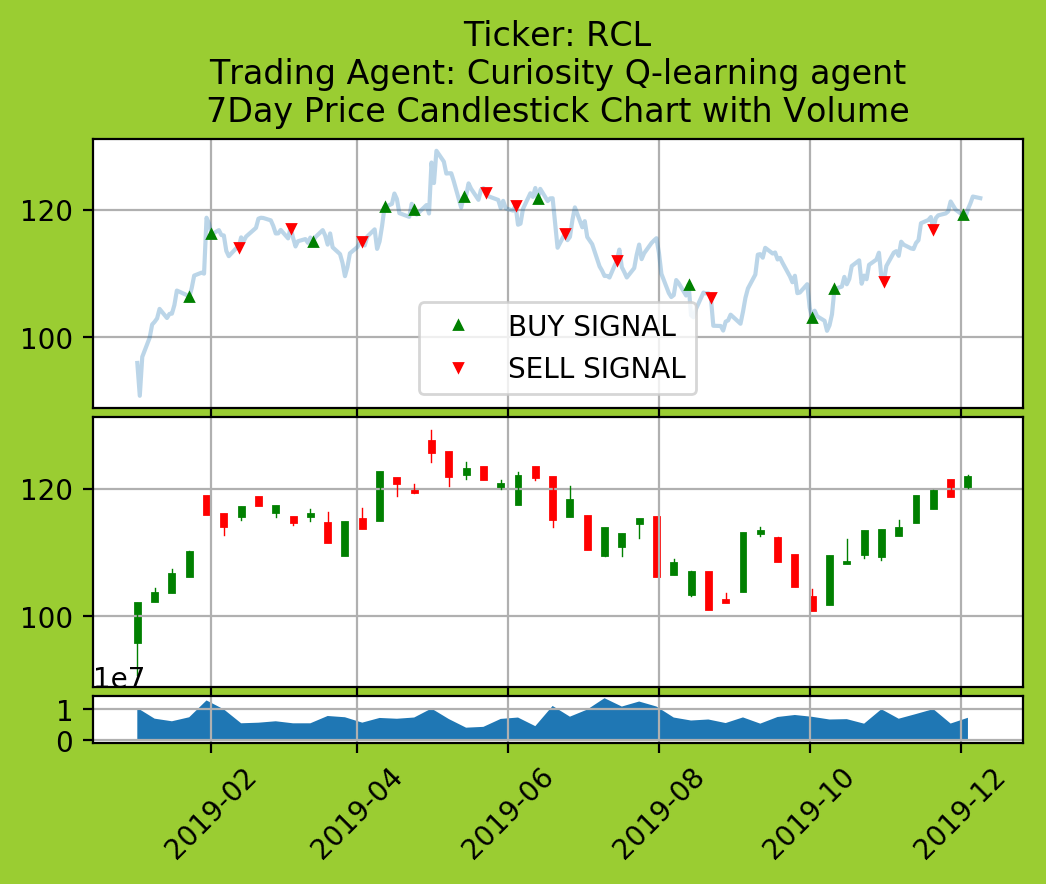 Ticker: RCL
Trading Agent: Curiosity Q-learning agent
7Day Price Candlestick Chart with Volume
120
100
BUY SIGNAL
SELL SIGNAL
120
100
1e7
1
0
2019-02
2019-04
2019-06
2019-08
2019-10
2019-12